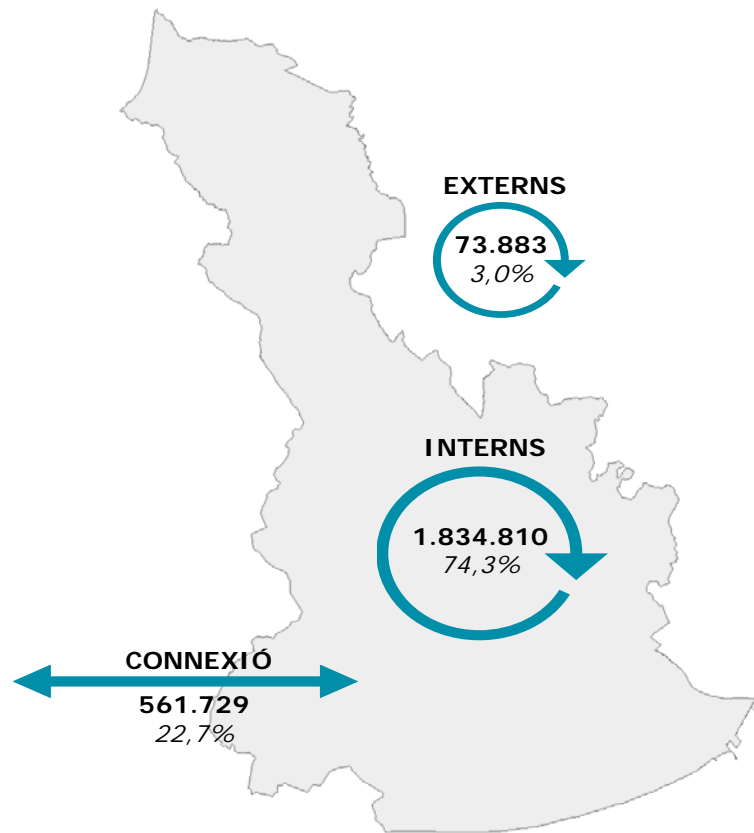 EXTERNS
73.883
3,0%
INTERNS
1.834.810
74,3%
CONNEXIÓ
561.729
22,7%